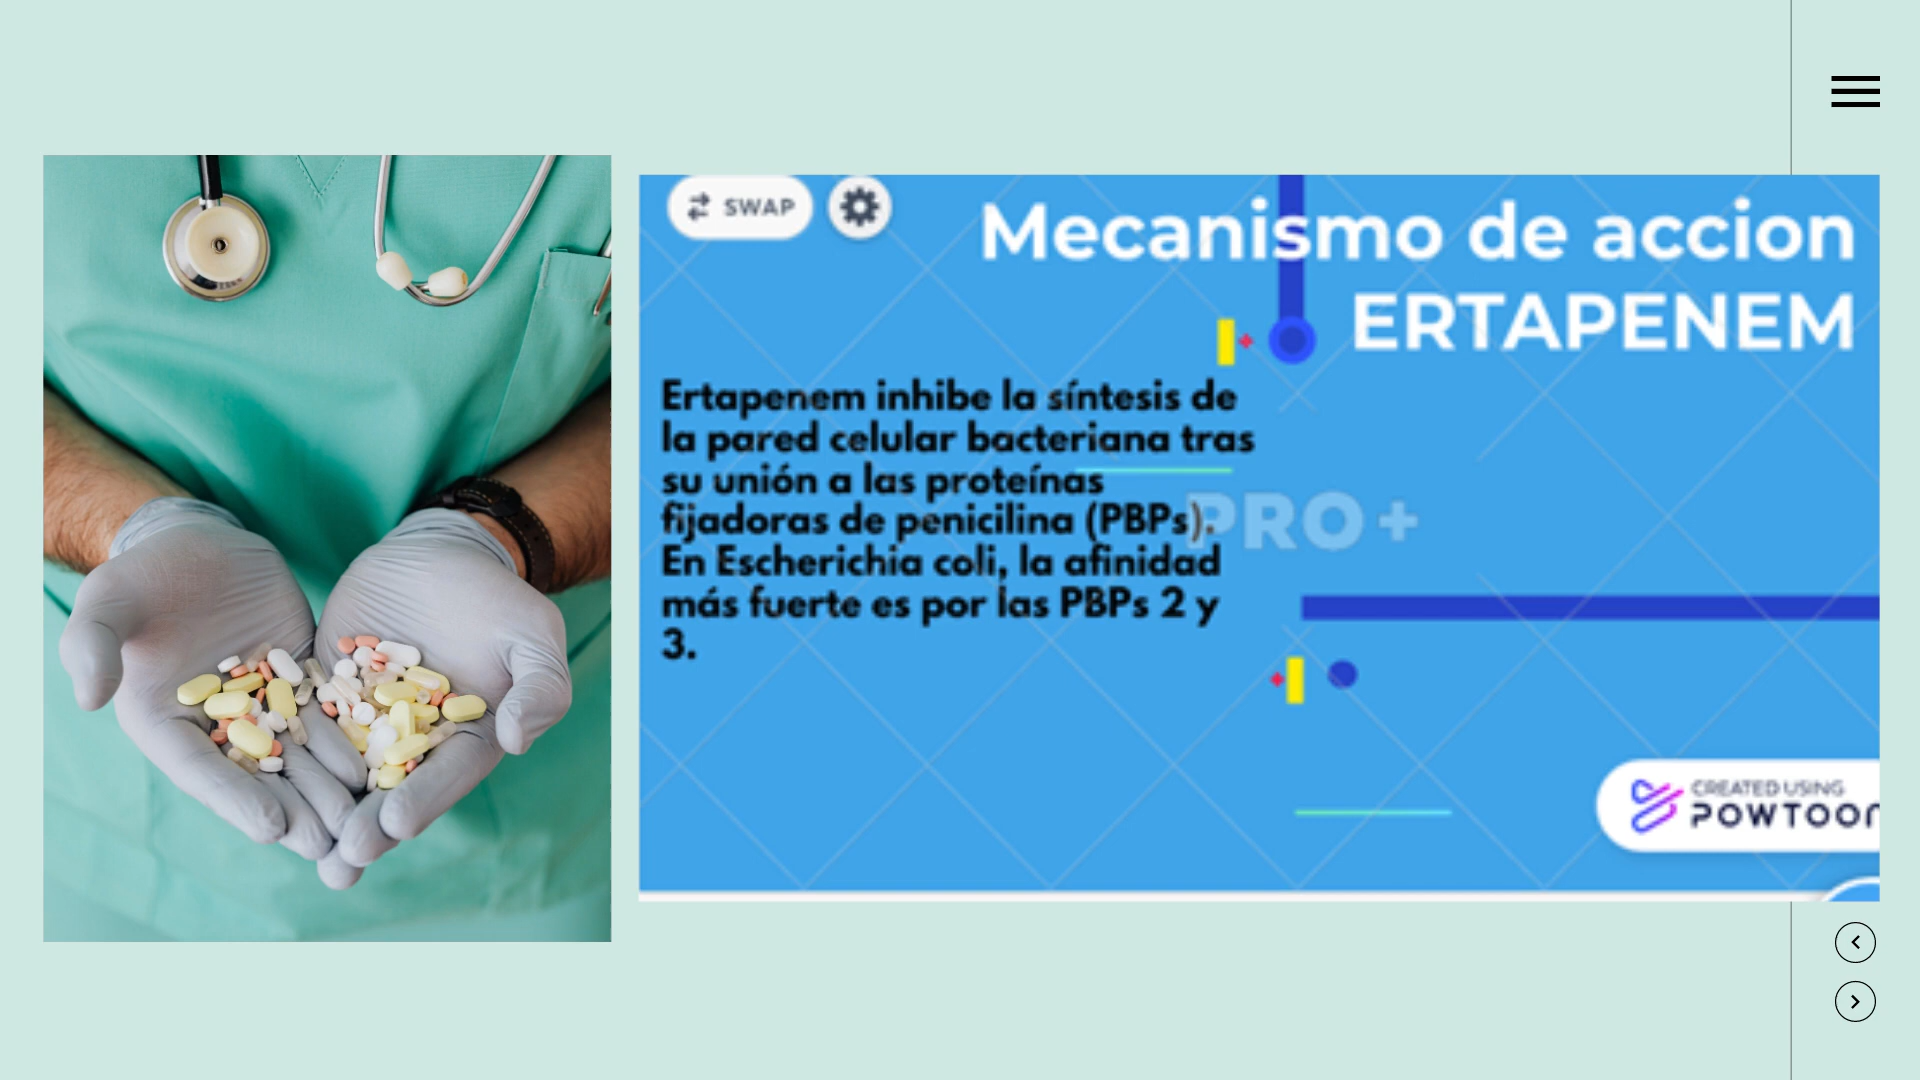 SWAP
Mecanismo de accion
ERTAPENEM
Ertapenem inhibe la síntesis de
la pared celular bacteriana tras
su unión a las proteínas
fijadoras de penicilina (PBPs).
En Escherichia coli, la afinidad
más fuerte es por las PBPs 2 y
3.
PRO+
CREATED USING
POWTOON